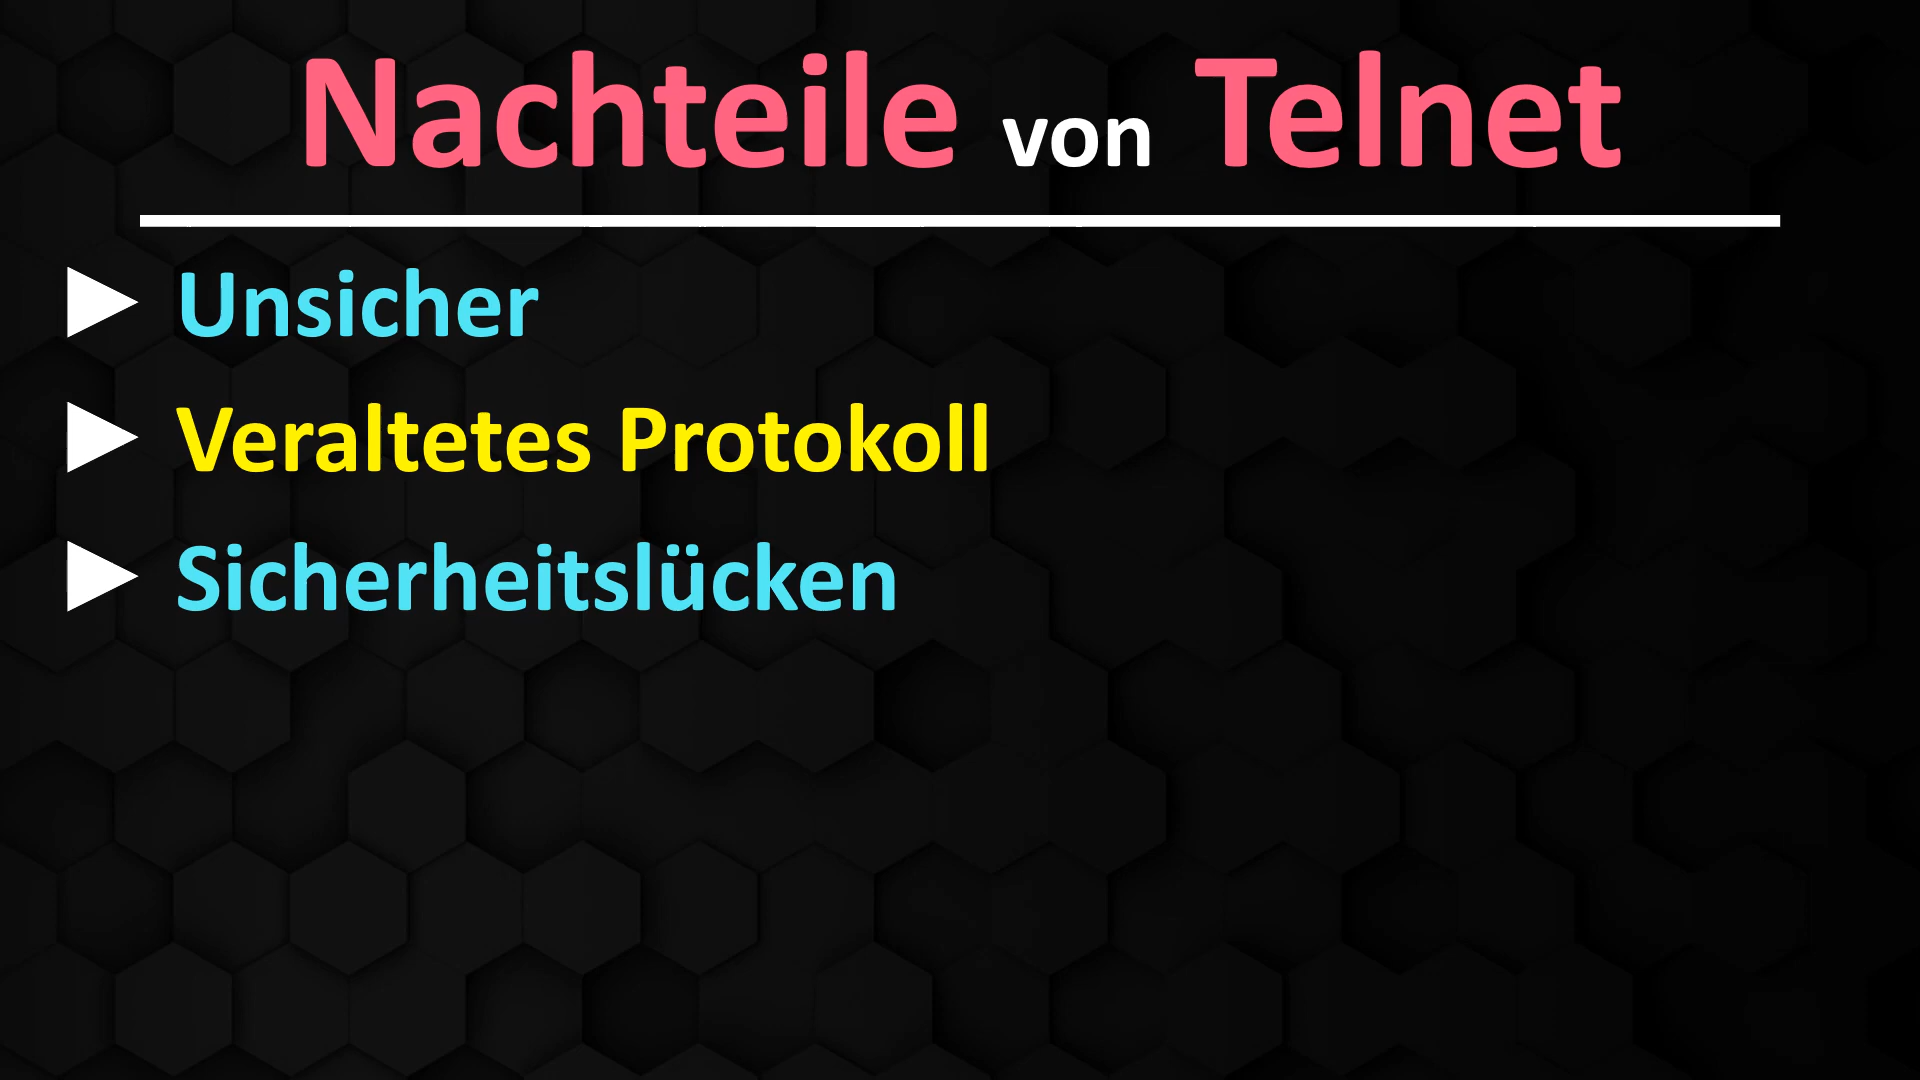 Nachteile von Telnet
Unsicher
Veraltetes Protokoll
Sicherheitslücken